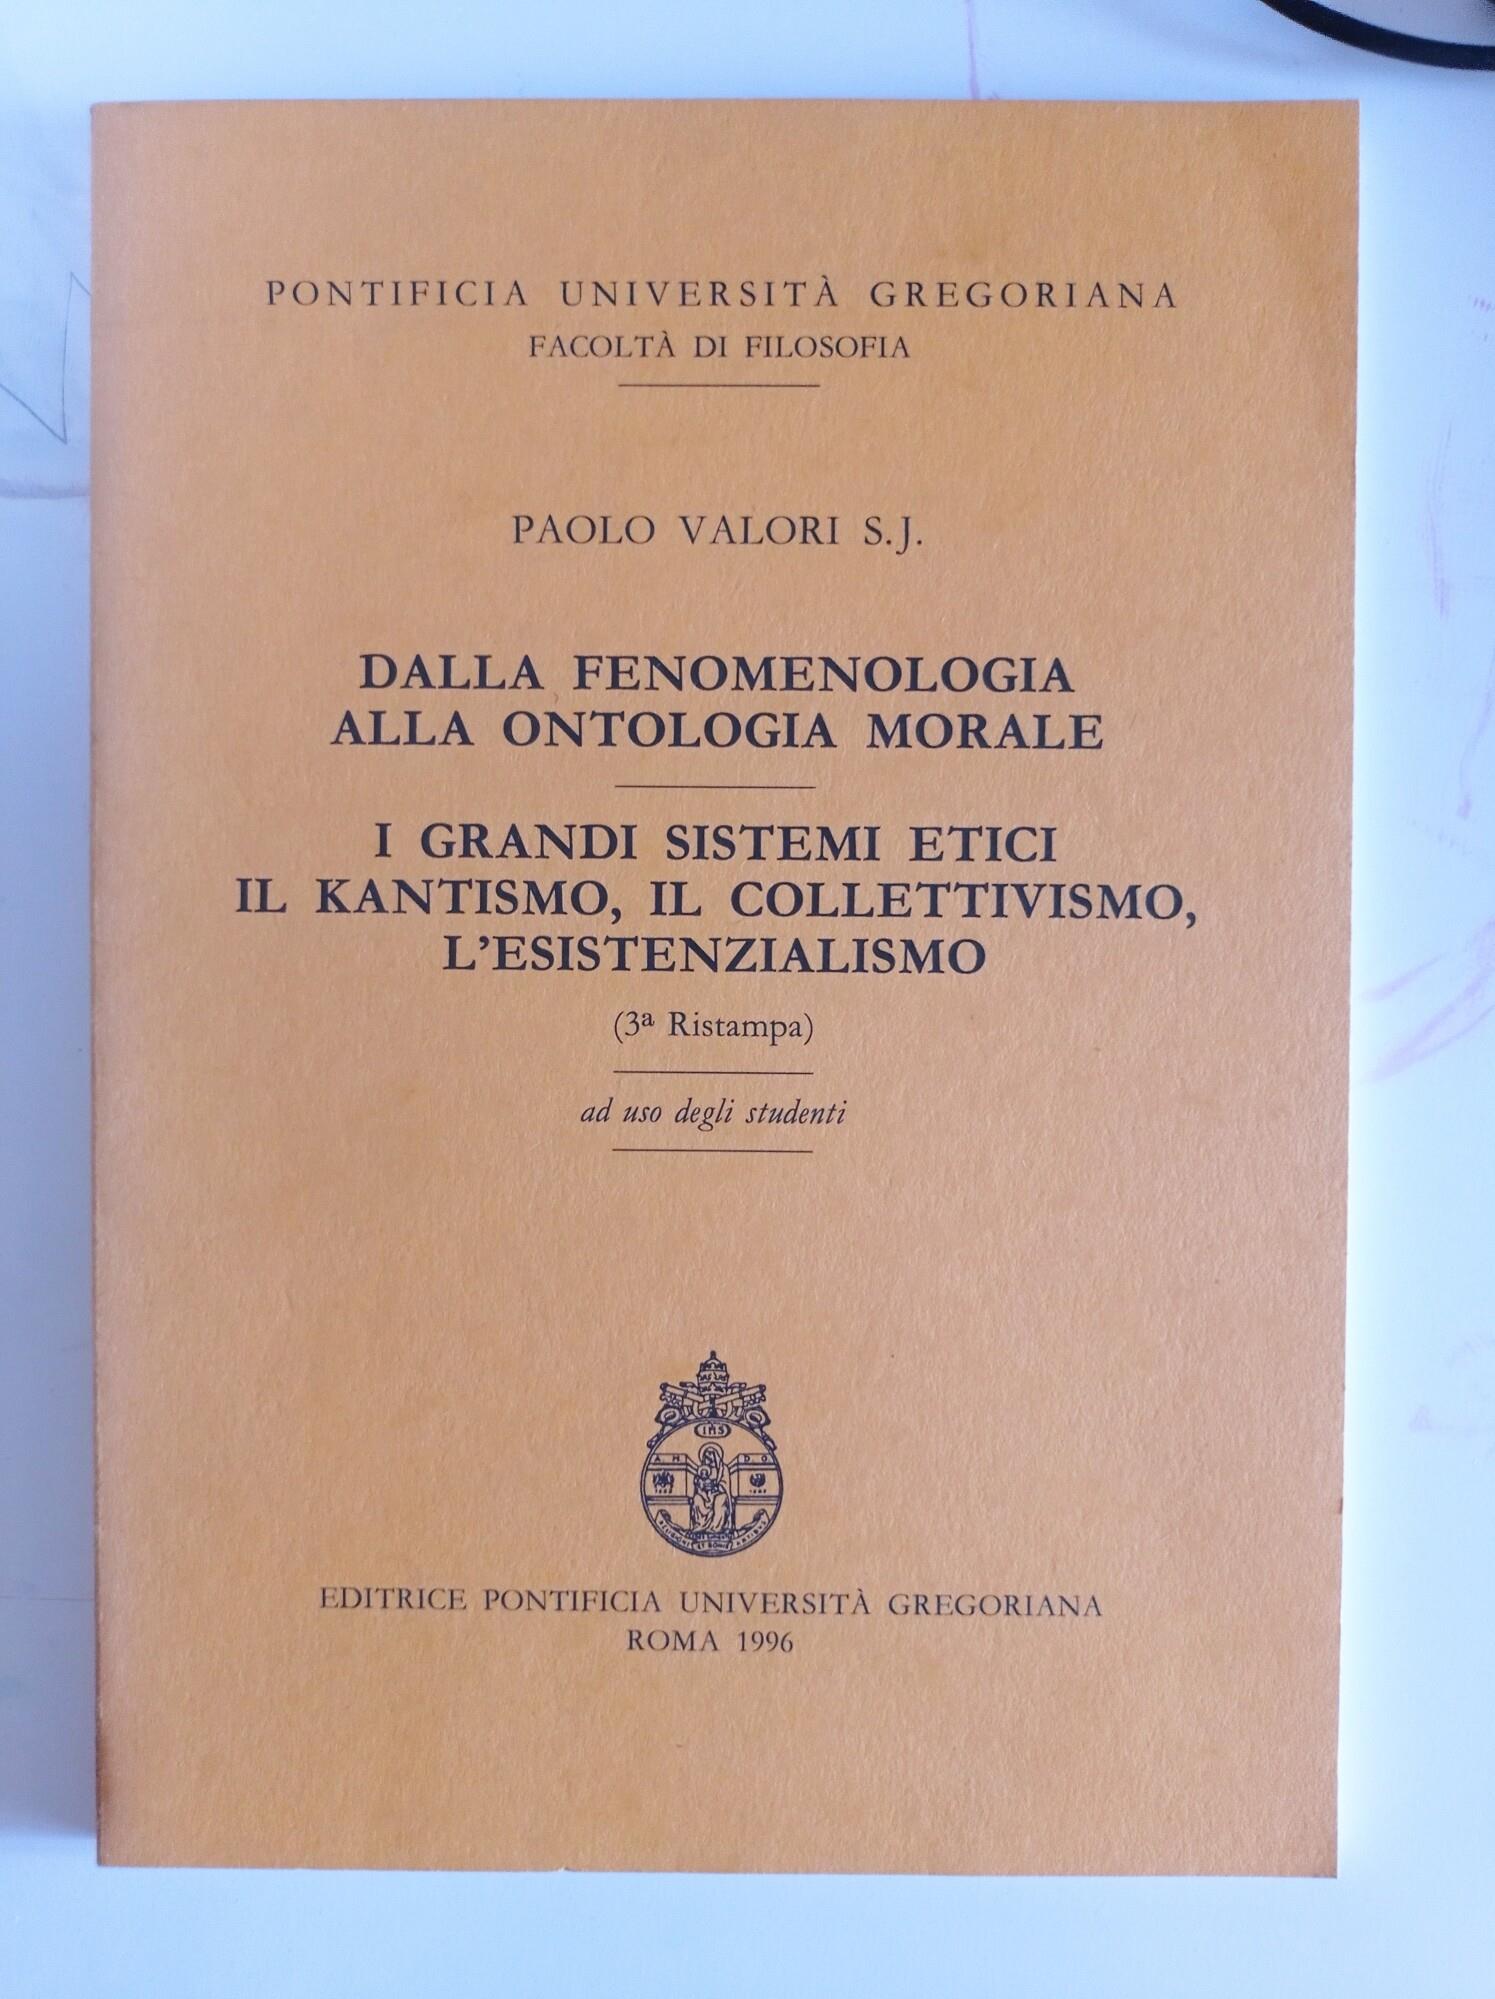 PONTIFICIA UNIVERSITÀ GREGORIANA
FACOLTÀ DI FILOSOFIA
PAOLO VALORI S.J.
DALLA FENOMENOLOGIA
ALLA ONTOLOGIA MORALE
I GRANDI SISTEMI ETICI
IL KANTISMO, IL COLLETTIVISMO,
L'ESISTENZIALISMO
(3ª Ristampa)
ad uso degli studenti
IHS
EDITRICE PONTIFICIA UNIVERSITÀ GREGORIANA
ROMA 1996